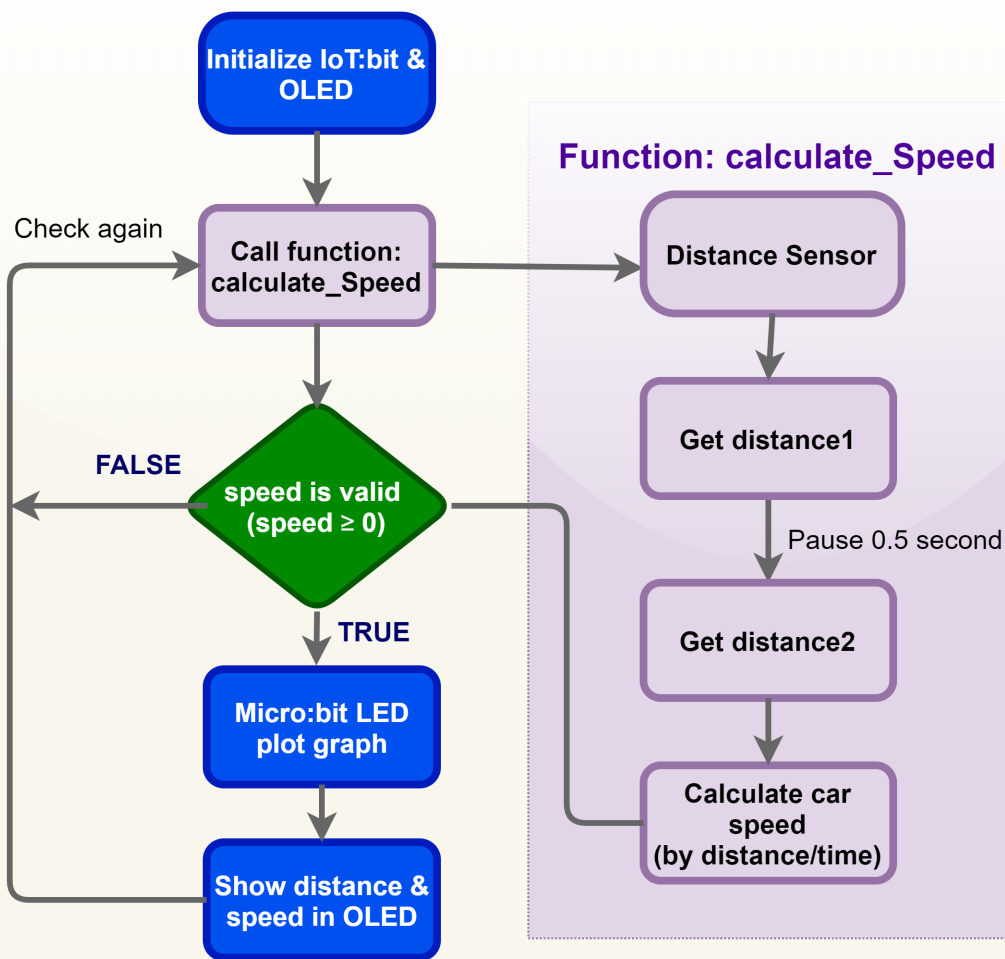 Initialize IoT:bit &
OLED
Function: calculate_Speed
Check again
Call function:
calculate_Speed
Distance Sensor
Get distance1
FALSE
speed is valid
(speed ≥ 0)
Pause 0.5 second
TRUE
Get distance2
Micro:bit LED
plot graph
Calculate car
speed
(by distance/time)
Show distance &
speed in OLED